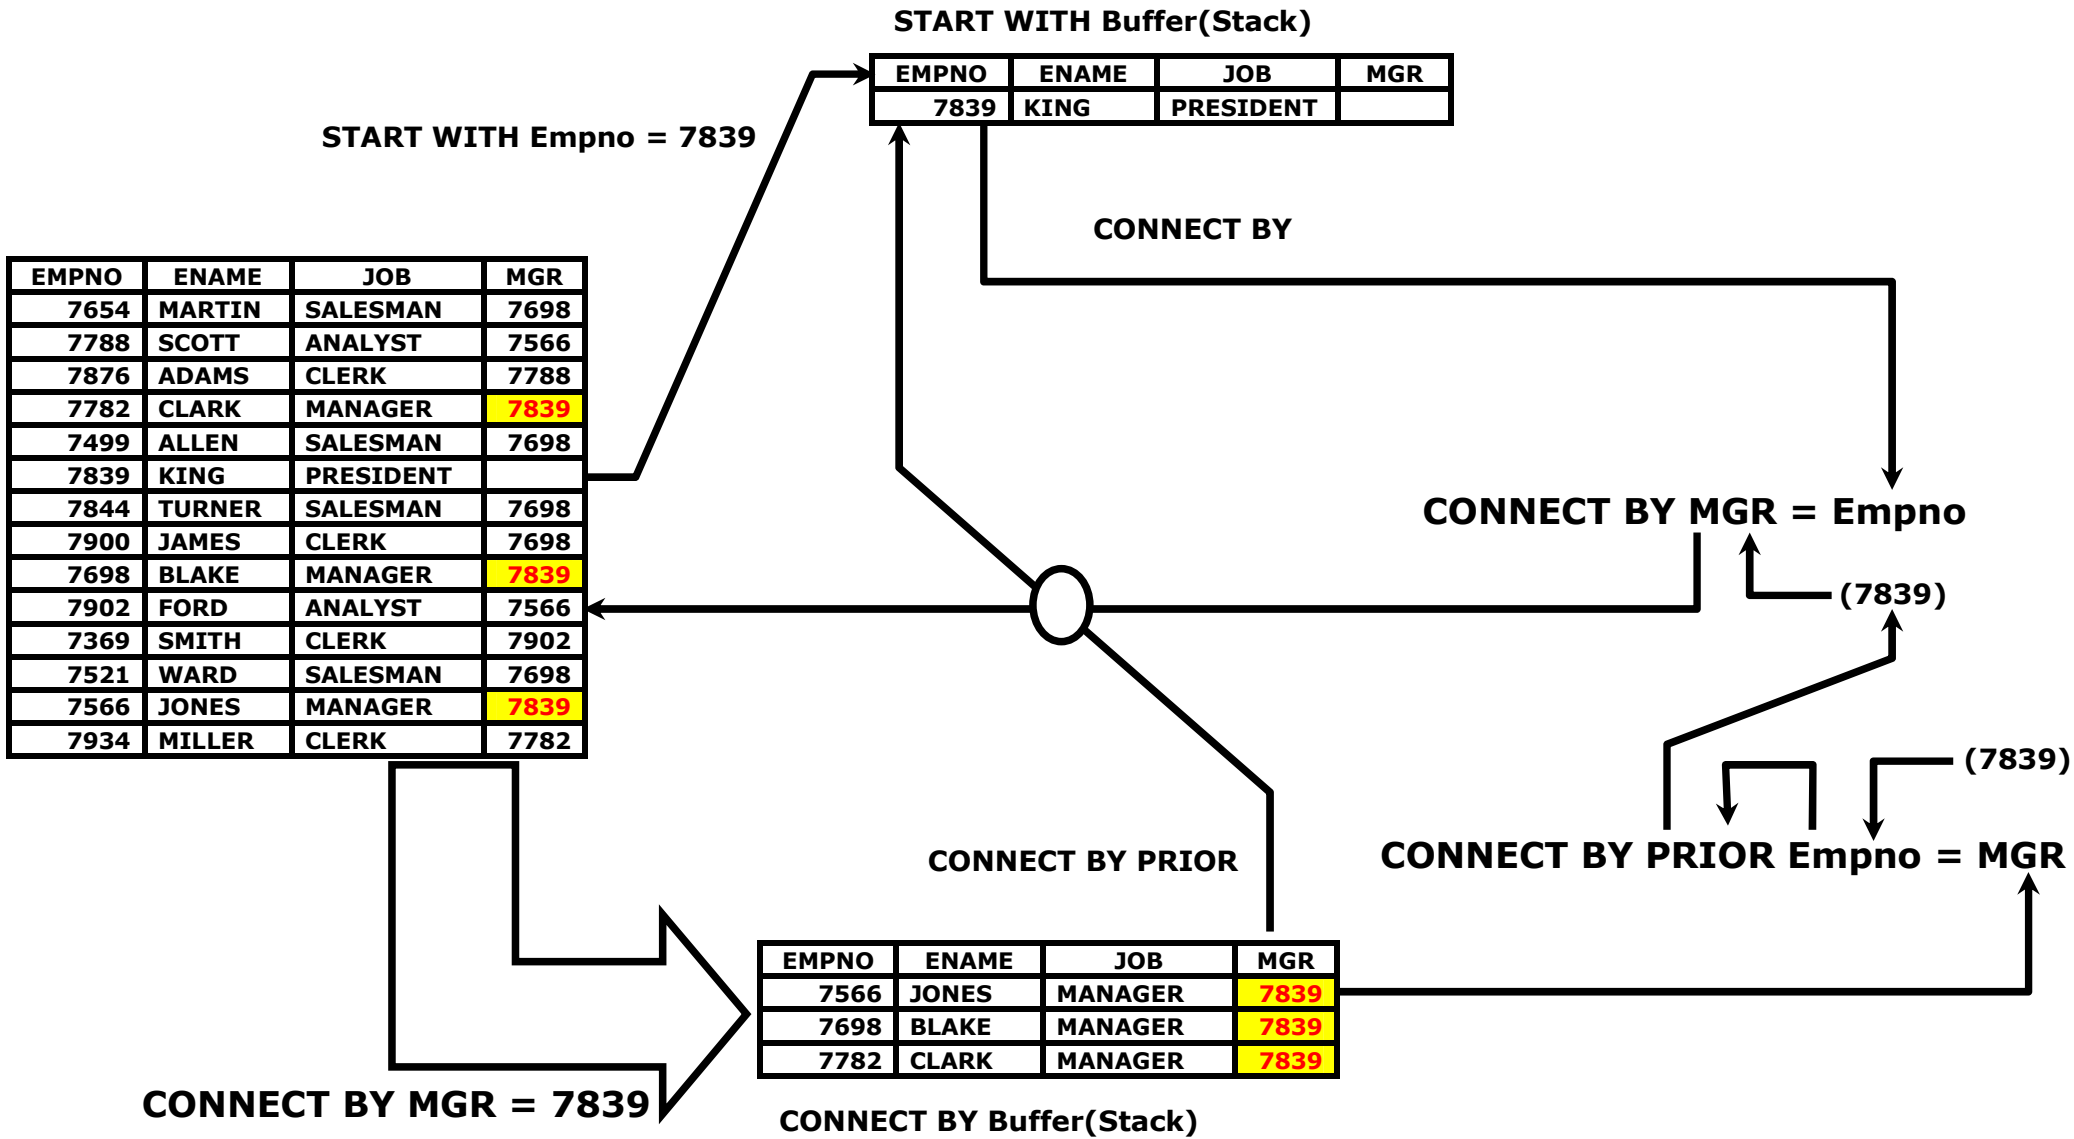 START WITH Buffer(Stack)
EMPNO ENAME JOB MGR
7839 KING PRESIDENT
START WITH Empno = 7839
CONNECT BY
EMPNO ENAME JOB MGR
7654 MARTIN SALESMAN 7698
7788 SCOTT ANALYST 7566
7876 ADAMS CLERK 7788
7782 CLARK MANAGER 7839
7499 ALLEN SALESMAN 7698
7839 KING PRESIDENT
7844 TURNER SALESMAN 7698
7900 JAMES CLERK 7698
7698 BLAKE MANAGER 7839
7902 FORD ANALYST 7566
7369 SMITH CLERK 7902
7521 WARD SALESMAN 7698
7566 JONES MANAGER 7839
7934 MILLER CLERK 7782
CONNECT BY MGR = Empno
(7839)
(7839)
CONNECT BY PRIOR Empno = MGR
CONNECT BY PRIOR
EMPNO ENAME JOB MGR
7566 JONES MANAGER 7839
7698 BLAKE MANAGER 7839
7782 CLARK MANAGER 7839
CONNECT BY MGR = 7839
CONNECT BY Buffer(Stack)